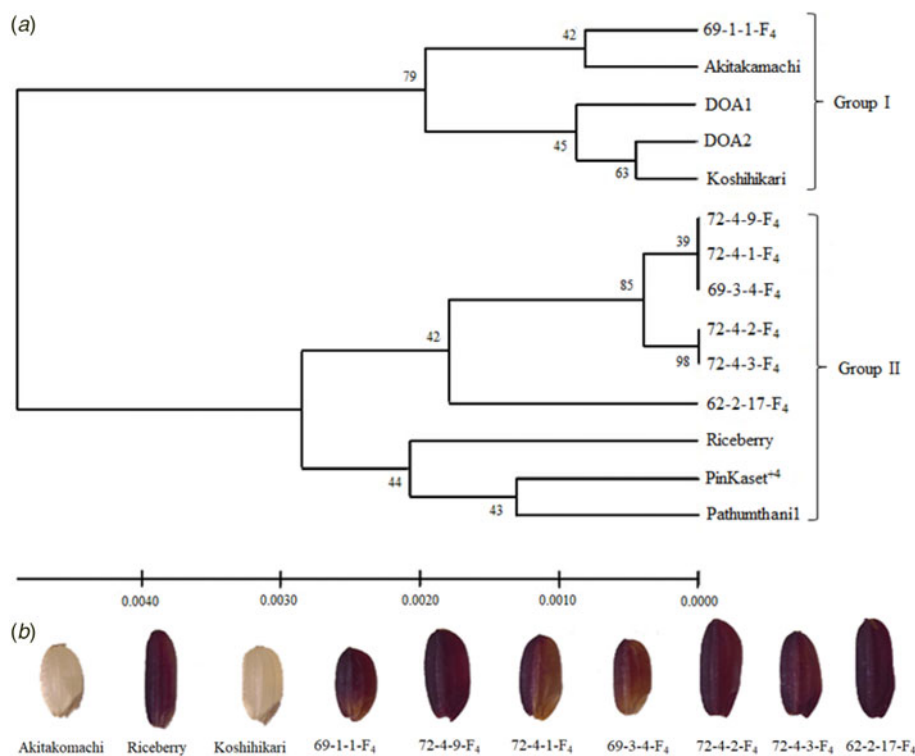 (a)
42
69-1-1-F4
Akitakamachi
79
DOA1
Group I
45
DOA2
63
Koshihikari
72-4-9-F4
39
72-4-1-F4
85
69-3-4-F4
72-4-2-F4
42
98
72-4-3-F4
Group II
62-2-17-F4
Riceberry
44
PinKaset+4
43
Pathumthani1
0.0040 0.0030 0.0020 0.0010 0.0000
(b)
Akitakomachi Riceberry Koshihikari 69-1-1-F4 72-4-9-F4 72-4-1-F4 69-3-4-F4 72-4-2-F4 72-4-3-F4 62-2-17-F4